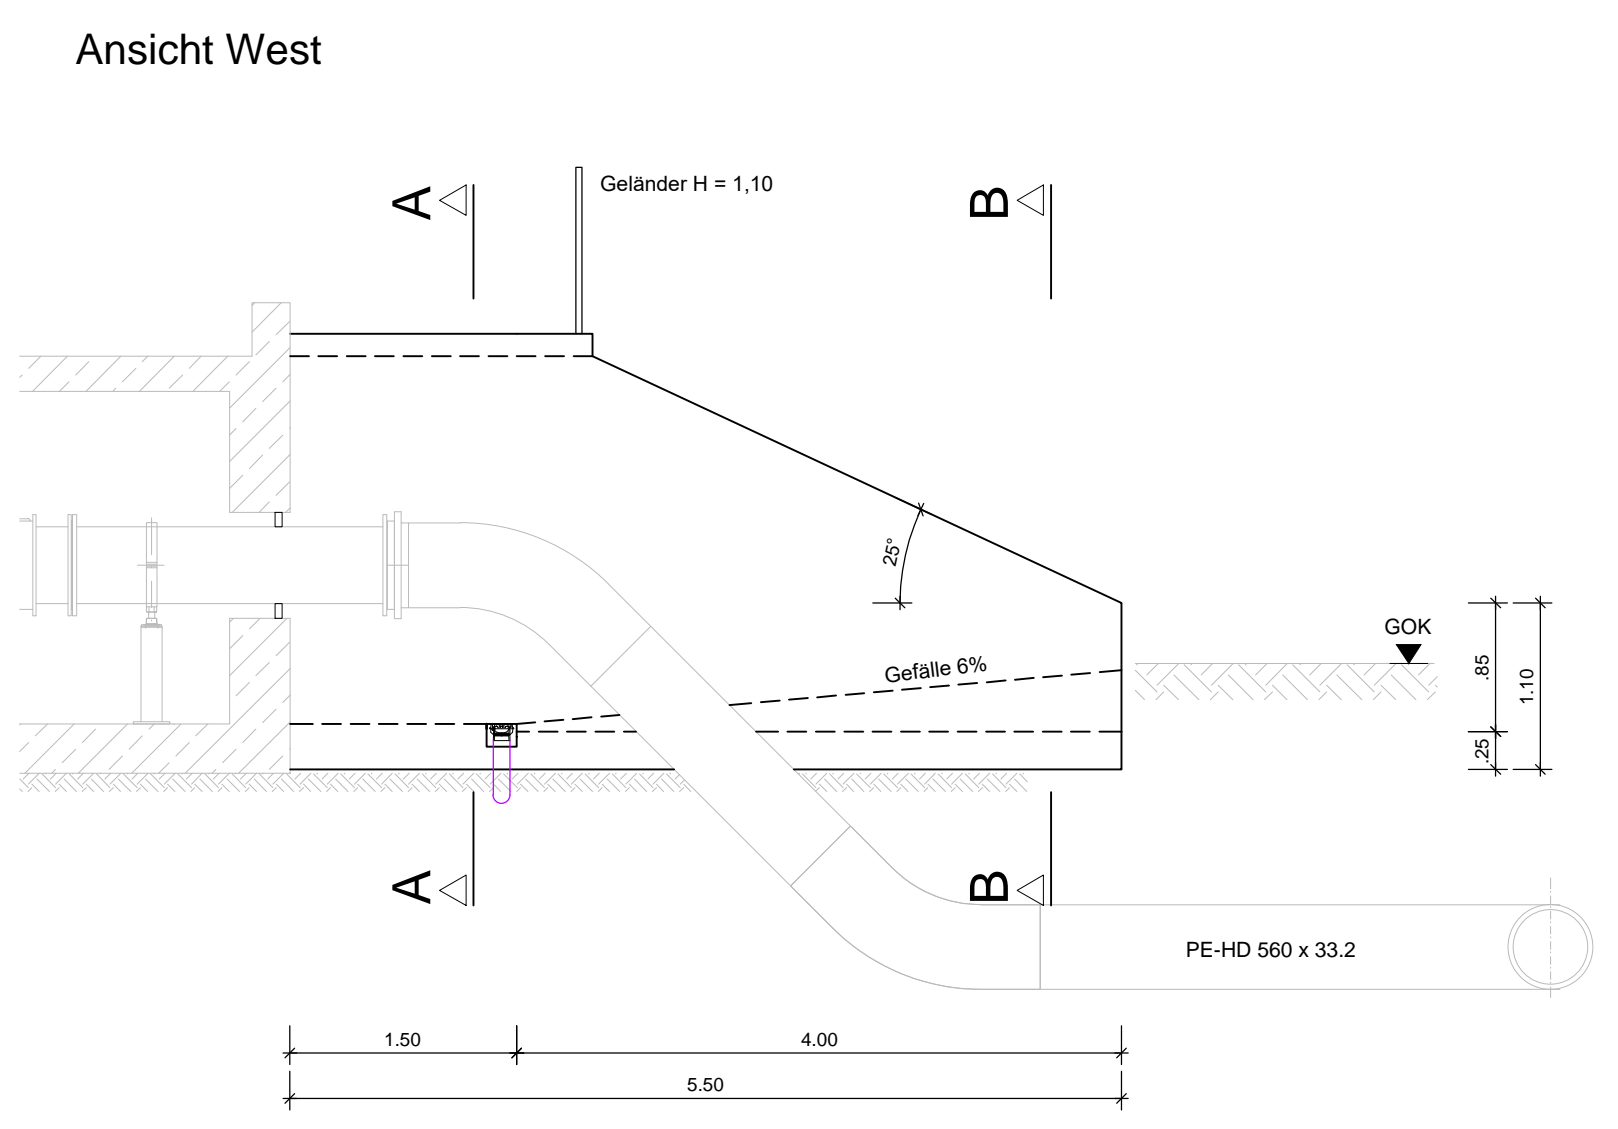 Ansicht West
A
Geländer H = 1,10
B
25°
GOK
Gefälle 6%
.85
1.10
.25
A
B
PE-HD 560 x 33.2
1.50
4.00
5.50